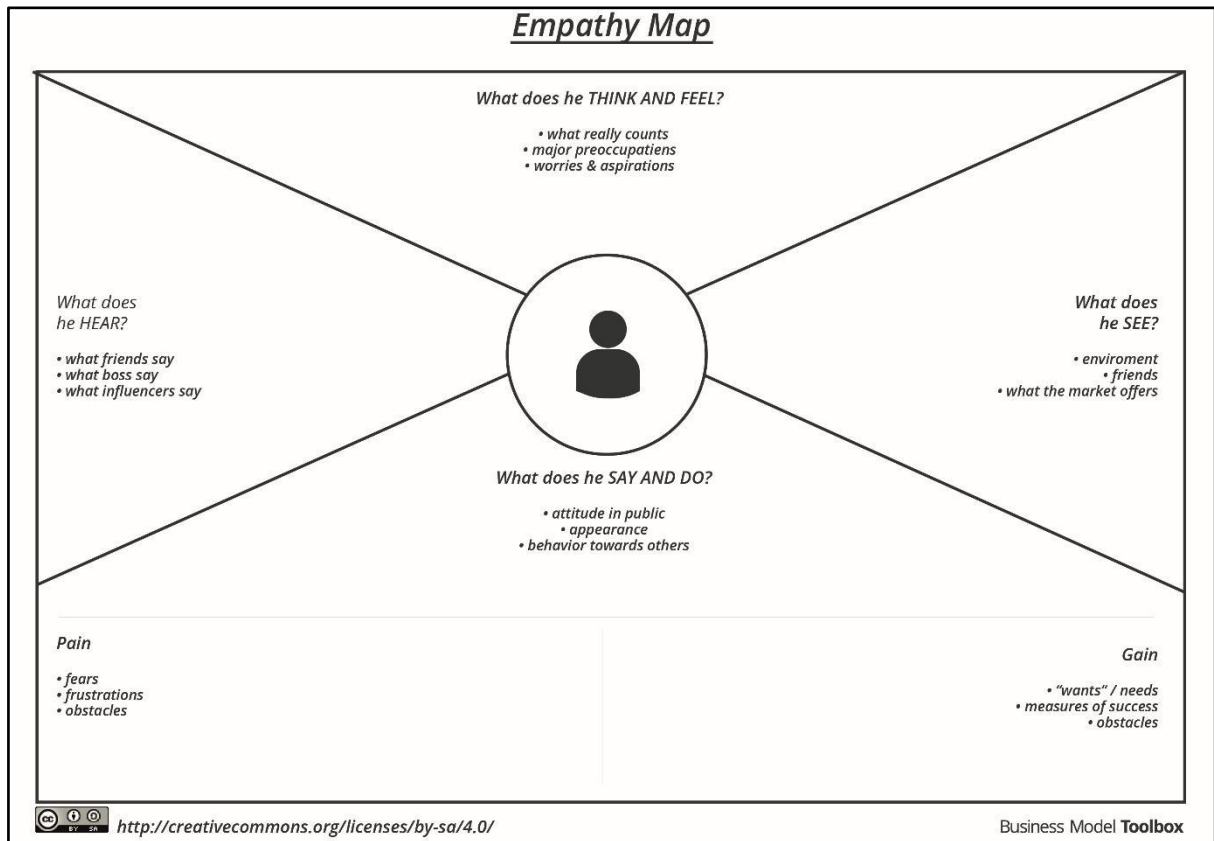 Empathy Map
What does he THINK AND FEEL?
• what really counts
• major preoccupatiens
• worries & aspirations
What does
he HEAR?
• what friends say
• what boss say
• what influencers say
What does
he SEE?
• enviroment
• friends
• what the market offers
What does he SAY AND DO?
• attitude in public
• appearance
• behavior towards others
Pain
• fears
• frustrations
• obstacles
Gain
• “wants” / needs
• measures of success
• obstacles
cc BY SA
http://creativecommons.org/licenses/by-sa/4.0/
Business Model Toolbox